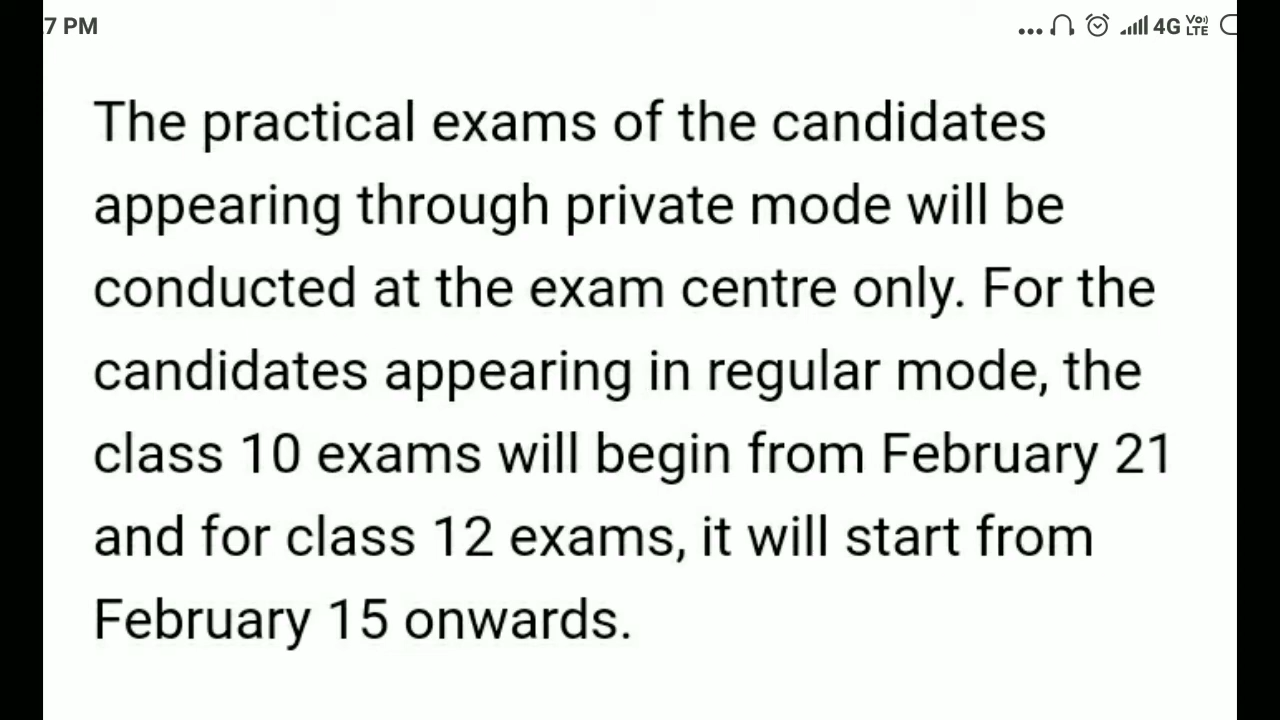 7 PM
4G Vo) LTE
The practical exams of the candidates
appearing through private mode will be
conducted at the exam centre only. For the
candidates appearing in regular mode, the
class 10 exams will begin from February 21
and for class 12 exams, it will start from
February 15 onwards.